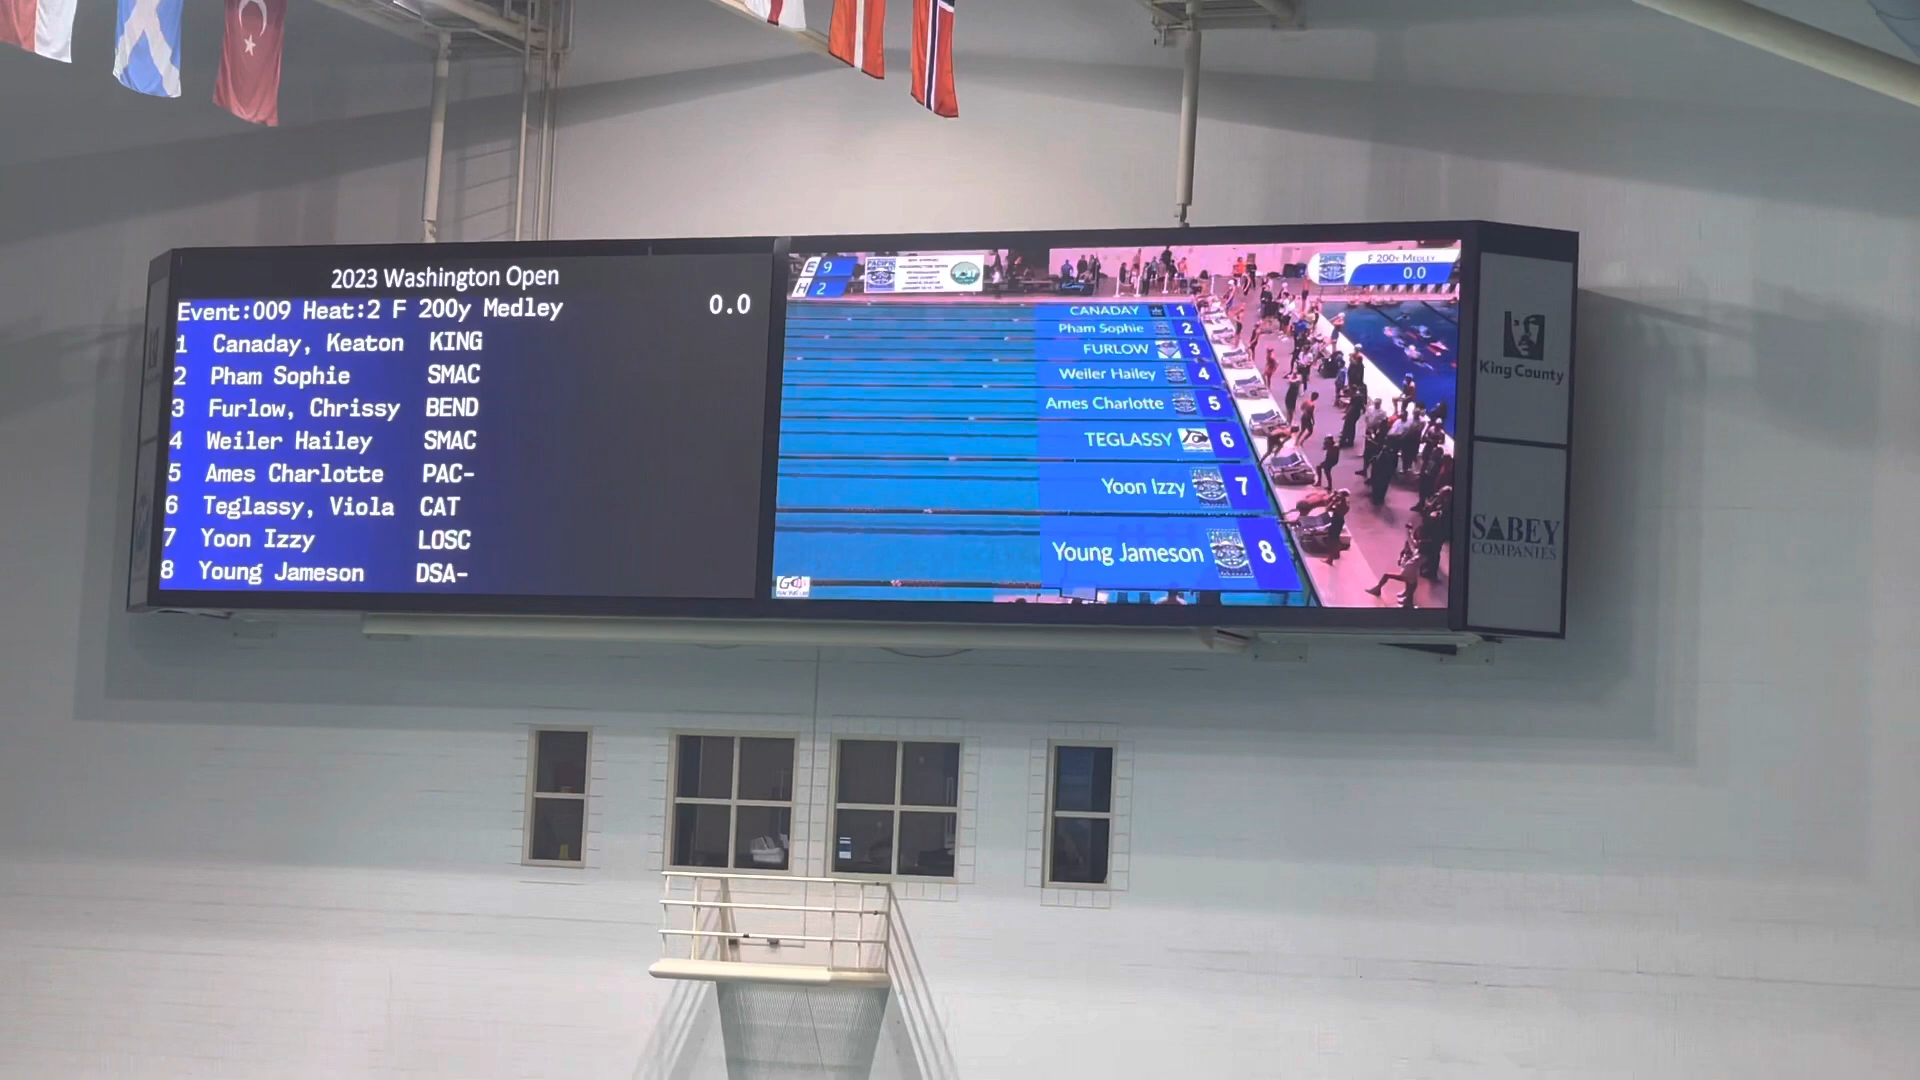 2023 Washington Open
Event:009 Heat:2 F 200y Medley 0.0
1 Canaday, Keaton KING
2 Pham Sophie SMAC
3 Furlow, Chrissy BEND
4 Weiler Hailey SMAC
5 Ames Charlotte PAC-
6 Teglassy, Viola CAT
7 Yoon Izzy LOSC
8 Young Jameson DSA-
E 9
H 2
PACIFIC
F 200Y MEDLEY
0.0
CANADAY 1
Pham Sophie 2
FURLOW 3
Weiler Hailey 4
Ames Charlotte 5
TEGLASSY 6
Yoon Izzy 7
Young Jameson 8
King County
SABEY
COMPANIES